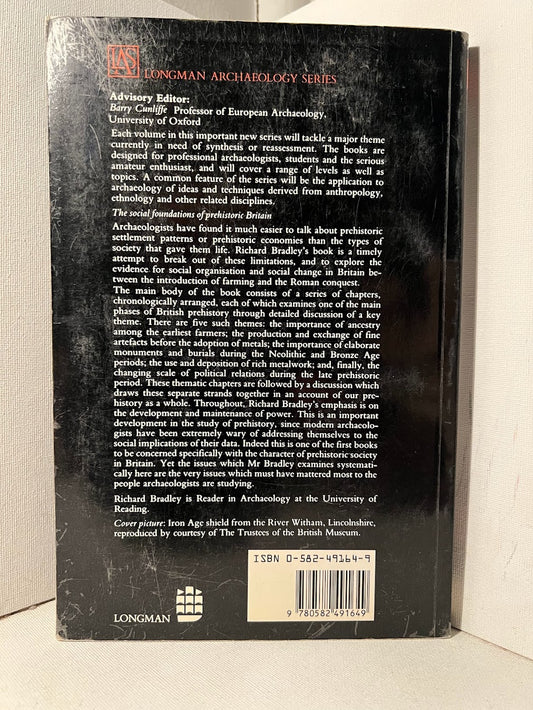 LAS
LONGMAN ARCHAEOLOGY SERIES
Advisory Editor:
Barry Cunliffe Professor of European Archaeology,
University of Oxford
Each volume in this important new series will tackle a major theme
currently in need of synthesis or reassessment. The books are
designed for professional archaeologists, students and the serious
amateur enthusiast, and will cover a range of levels as well as
topics. A common feature of the series will be the application to
archaeology of ideas and techniques derived from anthropology,
ethnology and other related disciplines.
The social foundations of prehistoric Britain
Archaeologists have found it much easier to talk about prehistoric
settlement patterns or prehistoric economies than the types of
society that gave them life. Richard Bradley's book is a timely
attempt to break out of these limitations, and to explore the
evidence for social organisation and social change in Britain be-
tween the introduction of farming and the Roman conquest.
The main body of the book consists of a series of chapters,
chronologically arranged, each of which examines one of the main
phases of British prehistory through detailed discussion of a key
theme. There are five such themes: the importance of ancestry
among the earliest farmers; the production and exchange of fine
artefacts before the adoption of metals; the importance of elaborate
monuments and burials during the Neolithic and Bronze Age
periods; the use and deposition of rich metalwork; and, finally, the
changing scale of political relations during the late prehistoric
period. These thematic chapters are followed by a discussion which
draws these separate strands together in an account of our pre-
history as a whole. Throughout, Richard Bradley's emphasis is on
the development and maintenance of power. This is an important
development in the study of prehistory, since modern archaeolo-
gists have been extremely wary of addressing themselves to the
social implications of their data. Indeed this is one of the first books
to be concerned specifically with the character of prehistoric society
in Britain. Yet the issues which Mr Bradley examines systemati-
cally here are the very issues which must have mattered most to the
people archaeologists are studying.
Richard Bradley is Reader in Archaeology at the University of
Reading.
Cover picture: Iron Age shield from the River Witham, Lincolnshire,
reproduced by courtesy of The Trustees of the British Museum.
ISBN 0-582-49164-9
9 780582 491649
LONGMAN